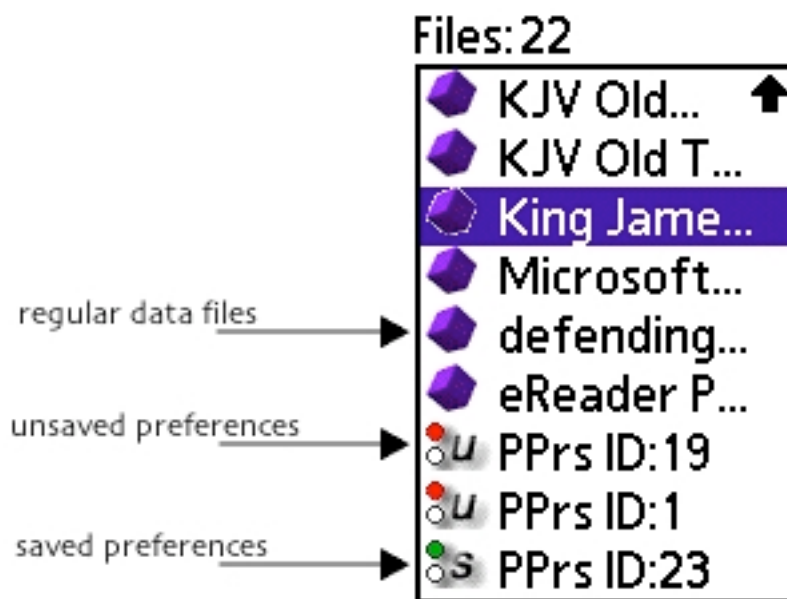 Files: 22
KJV Old...
KJV Old T...
King Jame...
Microsoft...
regular data files
defending...
eReader P...
unsaved preferences
u PPrs ID:19
u PPrs ID:1
saved preferences
s PPrs ID:23